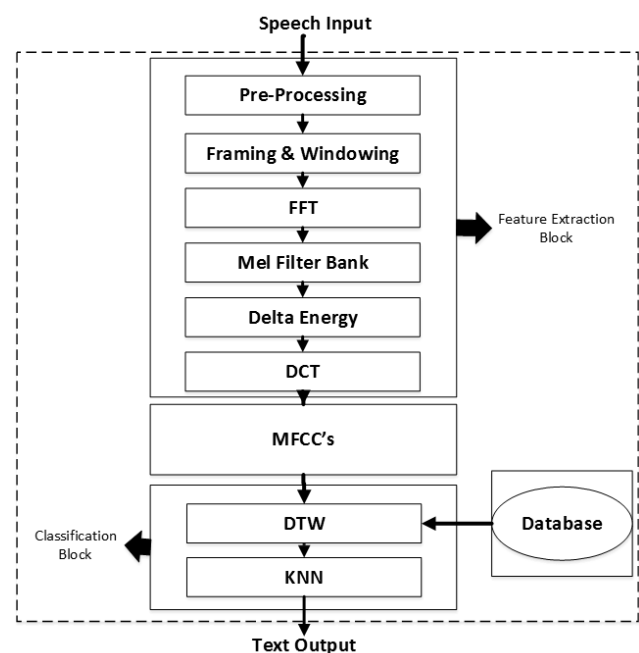 Speech Input
Pre-Processing
Framing & Windowing
FFT
Feature Extraction
Block
Mel Filter Bank
Delta Energy
DCT
MFCC's
DTW
Database
Classification
Block
KNN
Text Output